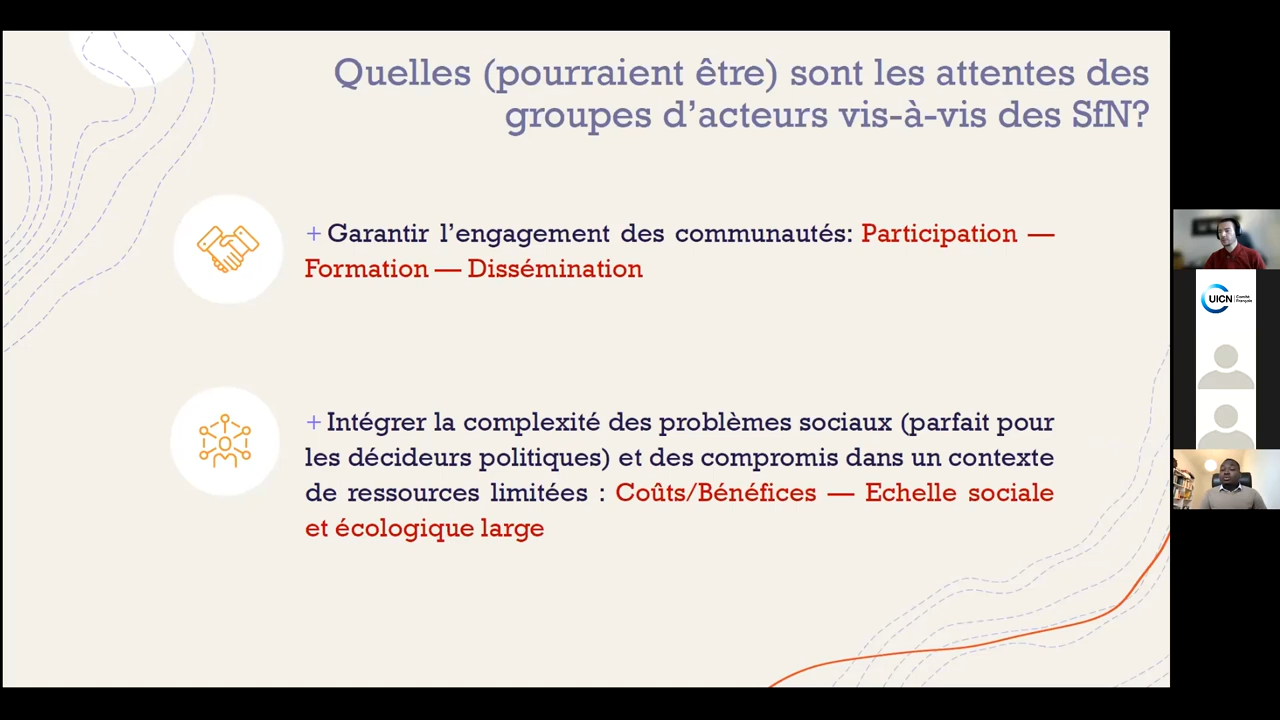 Quelles (pourraient être) sont les attentes des
groupes d’acteurs vis-à-vis des SfN?
+ Garantir l’engagement des communautés: Participation —
Formation — Dissémination
+ Intégrer la complexité des problèmes sociaux (parfait pour
les décideurs politiques) et des compromis dans un contexte
de ressources limitées : Coûts/Bénéfices — Echelle sociale
et écologique large
UICN
Comité
Français